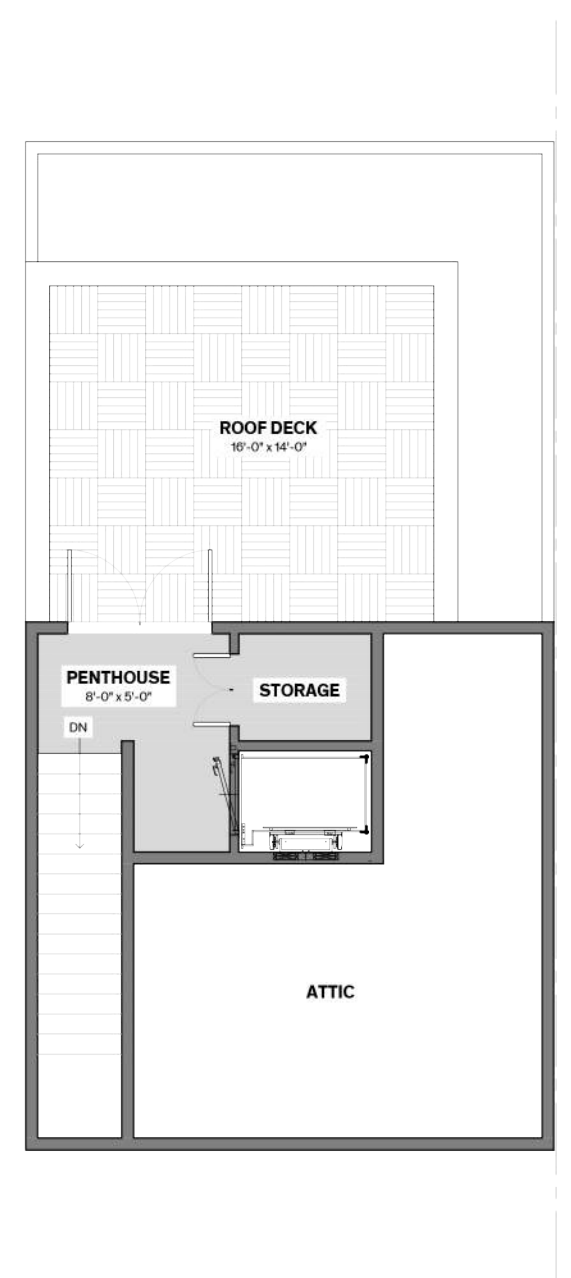 ROOF DECK
16'-0" x 14'-0"
PENTHOUSE
8'-0" x 5'-0"
STORAGE
DN
ATTIC